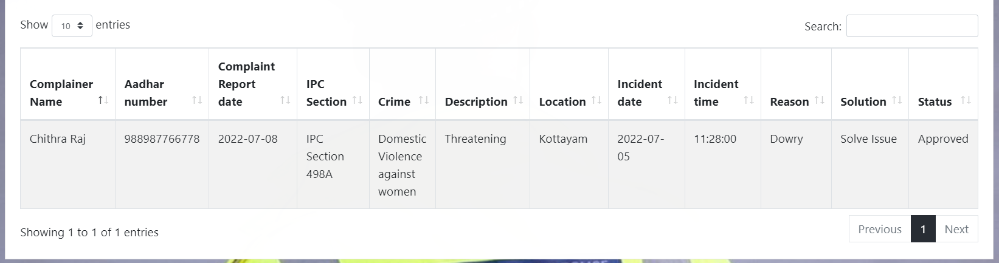 Show 10 entries
Search:
Complainer Name
Aadhar number
Complaint Report date
IPC Section
Crime
Description
Location
Incident date
Incident time
Reason
Solution
Status
Chithra Raj
988987766778
2022-07-08
IPC Section 498A
Domestic Violence against women
Threatening
Kottayam
2022-07-05
11:28:00
Dowry
Solve Issue
Approved
Showing 1 to 1 of 1 entries
Previous 1 Next